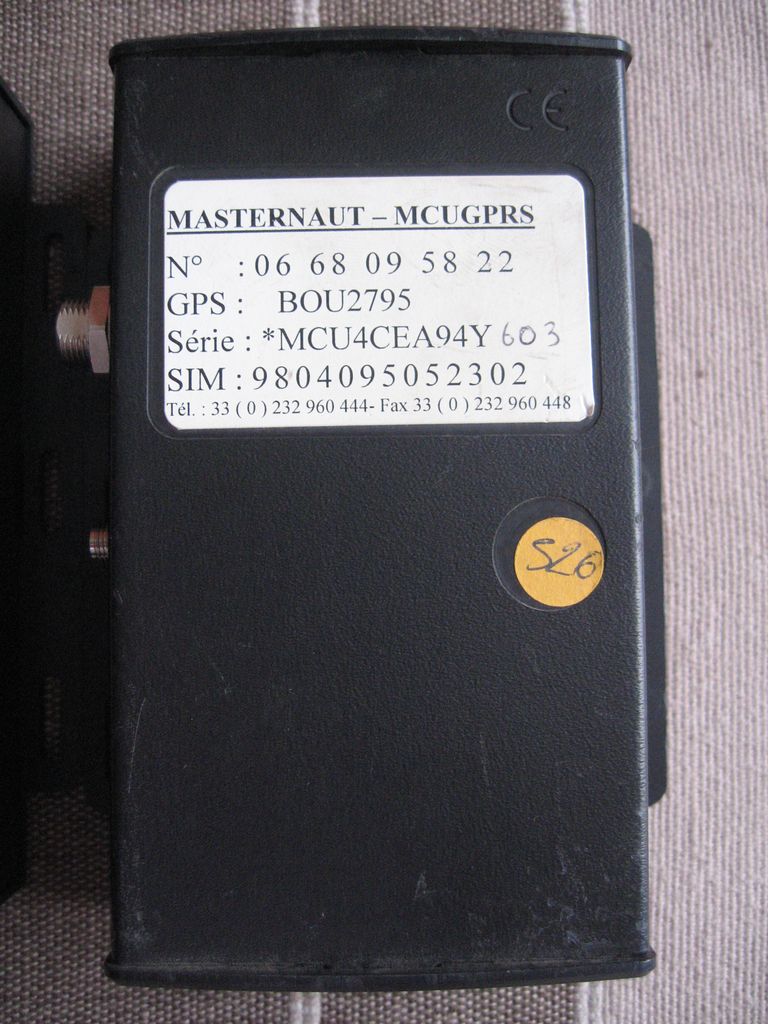 CE
MASTERNAUT – MCUGPRS
N° : 06 68 09 58 22
GPS : BOU2795
Série : *MCU4CEA94Y 603
SIM : 9804095052302
Tél. : 33 ( 0 ) 232 960 444- Fax 33 ( 0 ) 232 960 448
S26